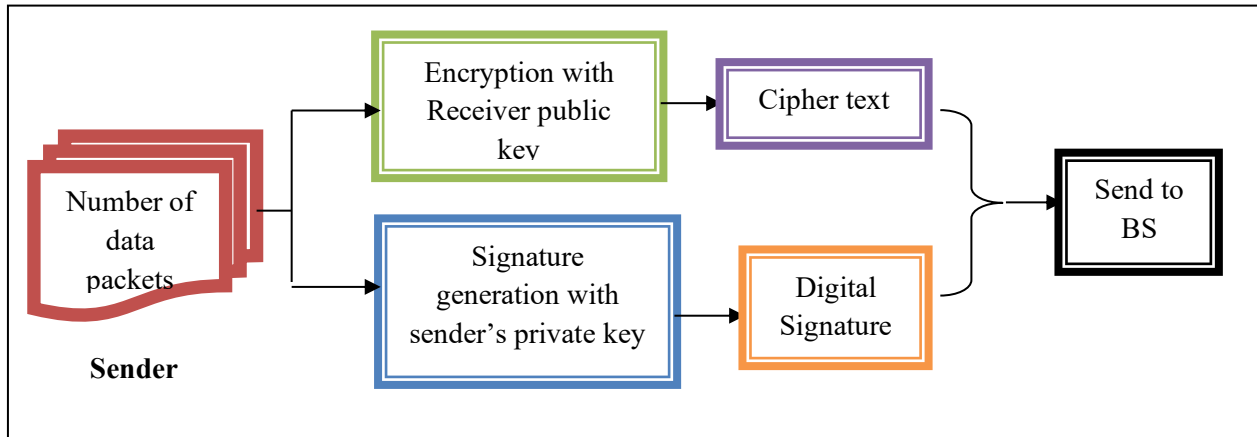 Encryption with
Receiver public
key
Cipher text
Number of
data
packets
Sender
Signature
generation with
sender's private key
Digital
Signature
Send to
BS